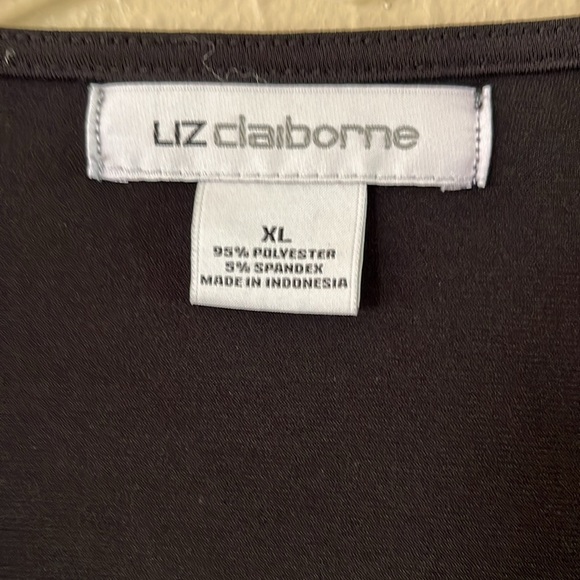 LIZ claiborne
XL
95% POLYESTER
5% SPANDEX
MADE IN INDONESIA